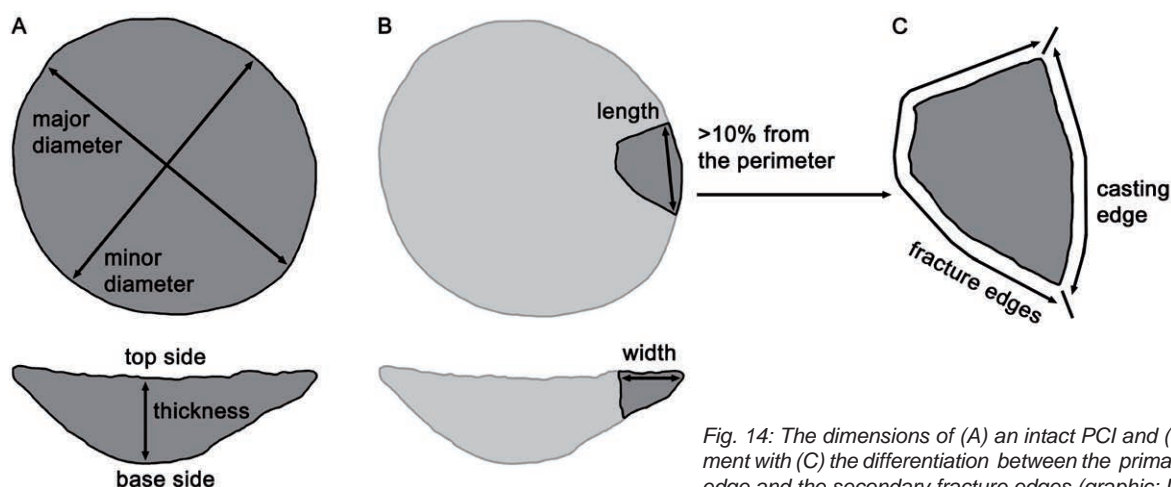 A
major
diameter
minor
diameter
top side
thickness
base side
B
length
>10% from
the perimeter
width
C
casting
edge
fracture edges
Fig. 14: The dimensions of (A) an intact PCI and (
ment with (C) the differentiation between the prima
edge and the secondary fracture edges (graphic: